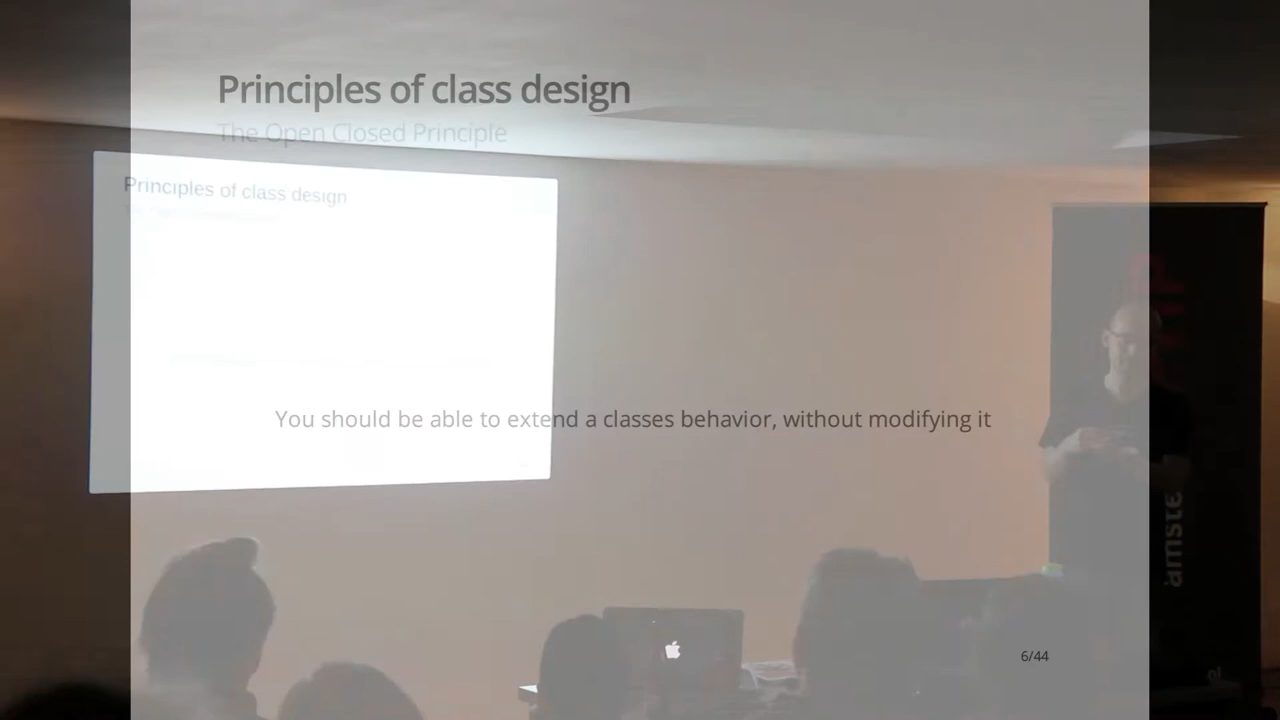 Principles of class design
The Open Closed Principle
Principles of class design
You should be able to extend a classes behavior, without modifying it
amste
6/44